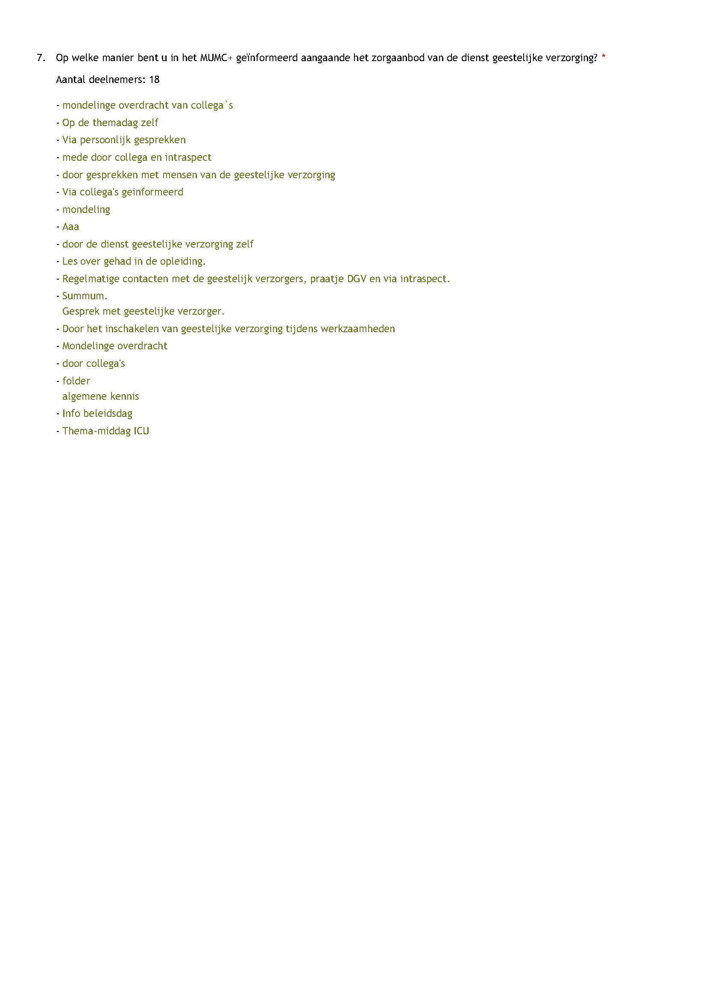 7. Op welke manier bent u in het MUMC+ geïnformeerd aangaande het zorgaanbod van de dienst geestelijke verzorging? *
Aantal deelnemers: 18
- mondelinge overdracht van collega`s
- Op de themadag zelf
- Via persoonlijk gesprekken
- mede door collega en intraspect
- door gesprekken met mensen van de geestelijke verzorging
- Via collega's geinformeerd
- mondeling
- Aaa
- door de dienst geestelijke verzorging zelf
- Les over gehad in de opleiding.
- Regelmatige contacten met de geestelijk verzorgers, praatje DGV en via intraspect.
- Summum.
Gesprek met geestelijke verzorger.
- Door het inschakelen van geestelijke verzorging tijdens werkzaamheden
- Mondelinge overdracht
- door collega's
- folder
algemene kennis
- Info beleidsdag
- Thema-middag ICU